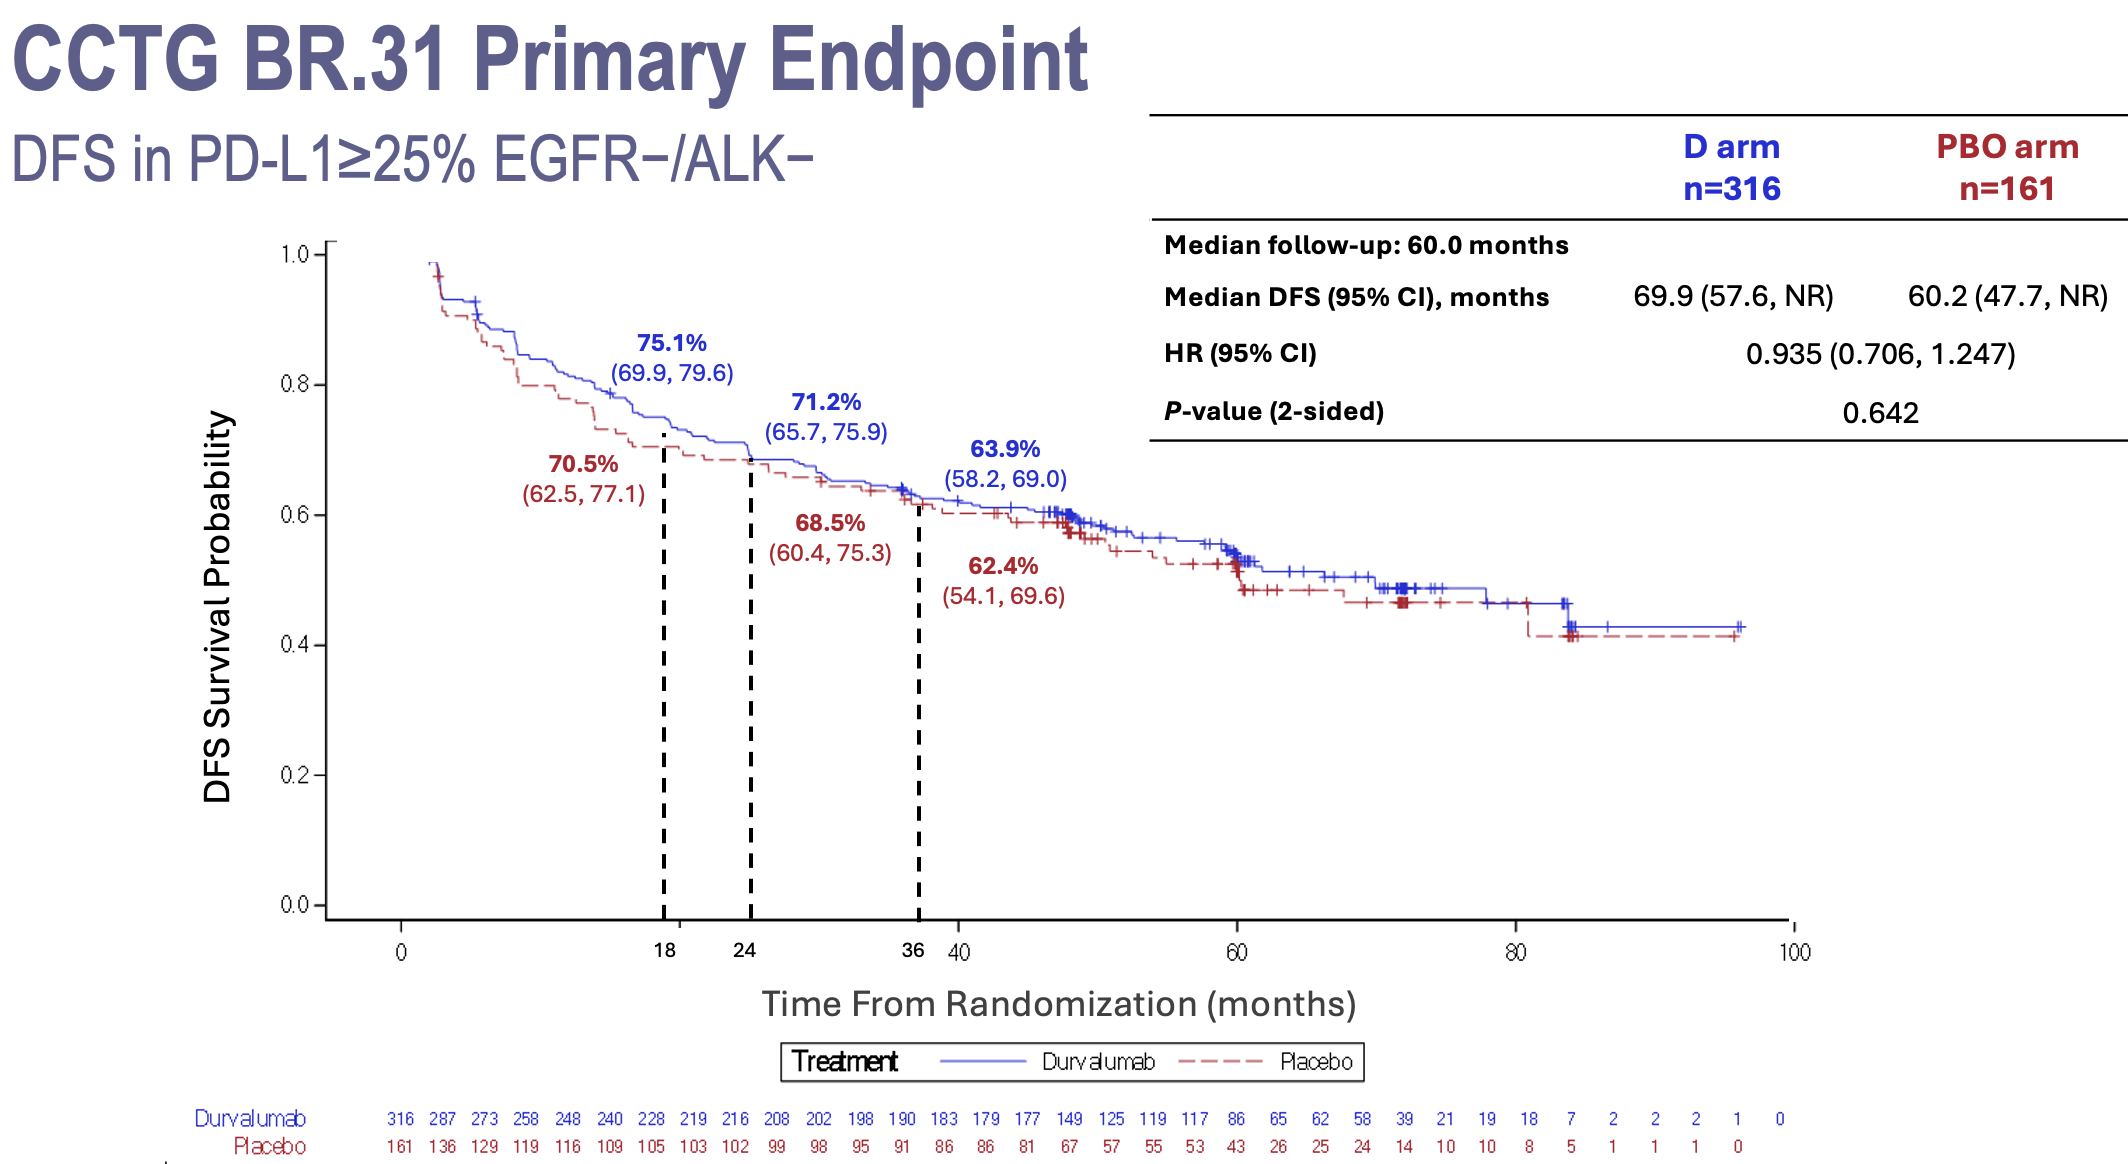 CCTG BR.31 Primary Endpoint
DFS in PD-L1≥25% EGFR−/ALK−
D arm PBO arm
n=316 n=161
Median follow-up: 60.0 months
Median DFS (95% CI), months 69.9 (57.6, NR) 60.2 (47.7, NR)
HR (95% CI) 0.935 (0.706, 1.247)
P-value (2-sided) 0.642
DFS Survival Probability
1.0
0.8
0.6
0.4
0.2
0.0
75.1%
(69.9, 79.6)
71.2%
(65.7, 75.9)
63.9%
(58.2, 69.0)
70.5%
(62.5, 77.1)
68.5%
(60.4, 75.3)
62.4%
(54.1, 69.6)
0 18 24 36 40 60 80 100
Time From Randomization (months)
Treatment Durvalumab Placebo
Durvalumab 316 287 273 258 248 240 228 219 216 208 202 198 190 183 179 177 149 125 119 117 86 65 62 58 39 21 19 18 7 2 2 2 1 0
Placebo 161 136 129 119 116 109 105 103 102 99 98 95 91 86 86 81 67 57 55 53 43 26 25 24 14 10 10 8 5 1 1 1 0